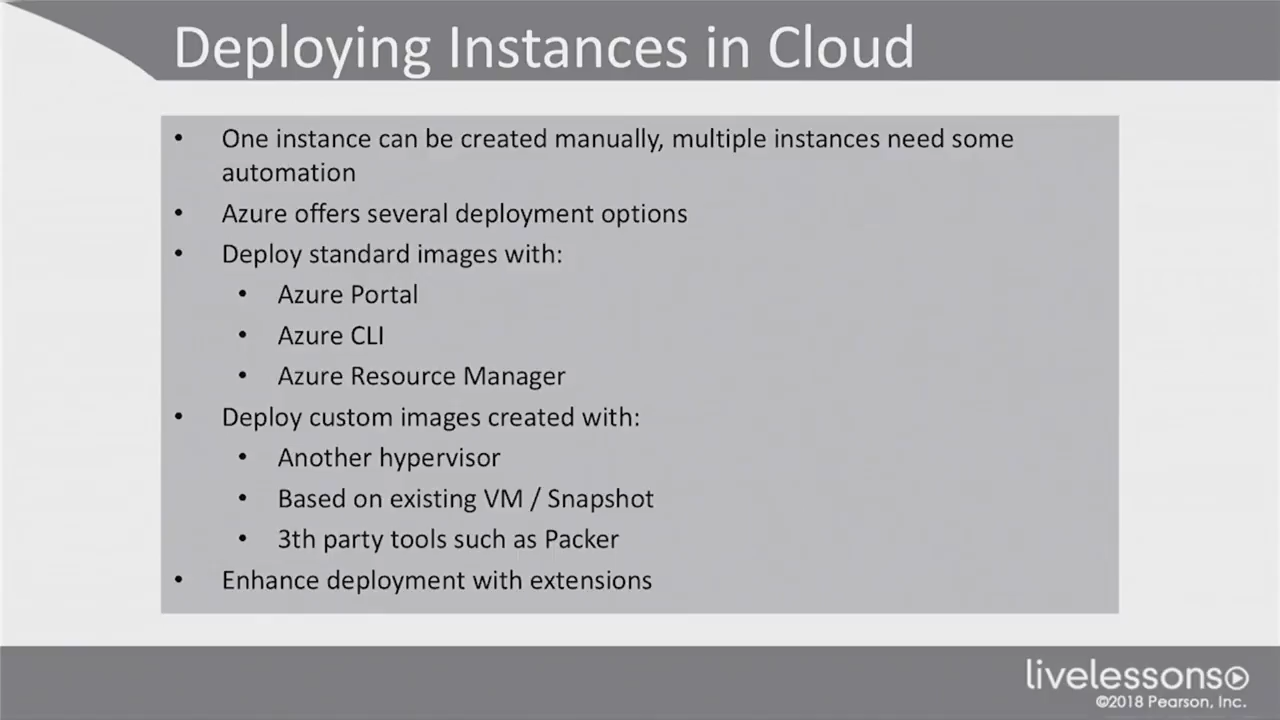 Deploying Instances in Cloud
• One instance can be created manually, multiple instances need some
automation
• Azure offers several deployment options
• Deploy standard images with:
• Azure Portal
• Azure CLI
• Azure Resource Manager
• Deploy custom images created with:
• Another hypervisor
• Based on existing VM / Snapshot
• 3th party tools such as Packer
• Enhance deployment with extensions
livelessons
©2018 Pearson, Inc.